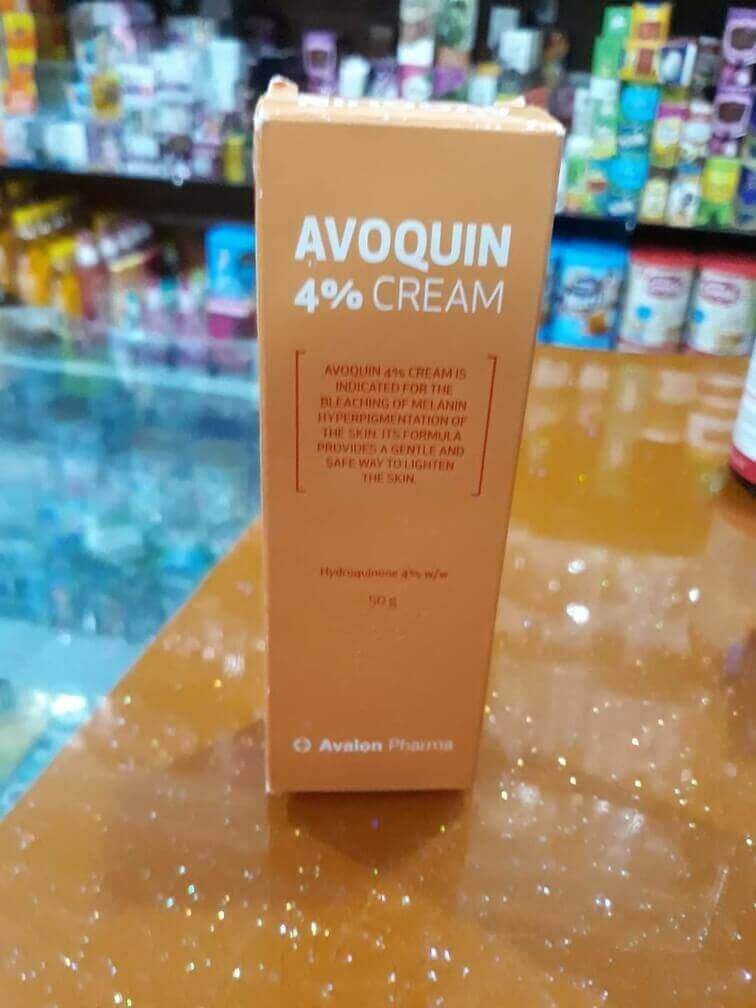 AVOQUIN
4% CREAM
AVOQUIN 4% CREAM IS
INDICATED FOR THE
BLEACHING OF MELANIN
HYPERPIGMENTATION OF
THE SKIN. ITS FORMULA
PROVIDES A GENTLE AND
SAFE WAY TO LIGHTEN
THE SKIN.
Hydroquinone 4% w/w
50 g
Avalon Pharma